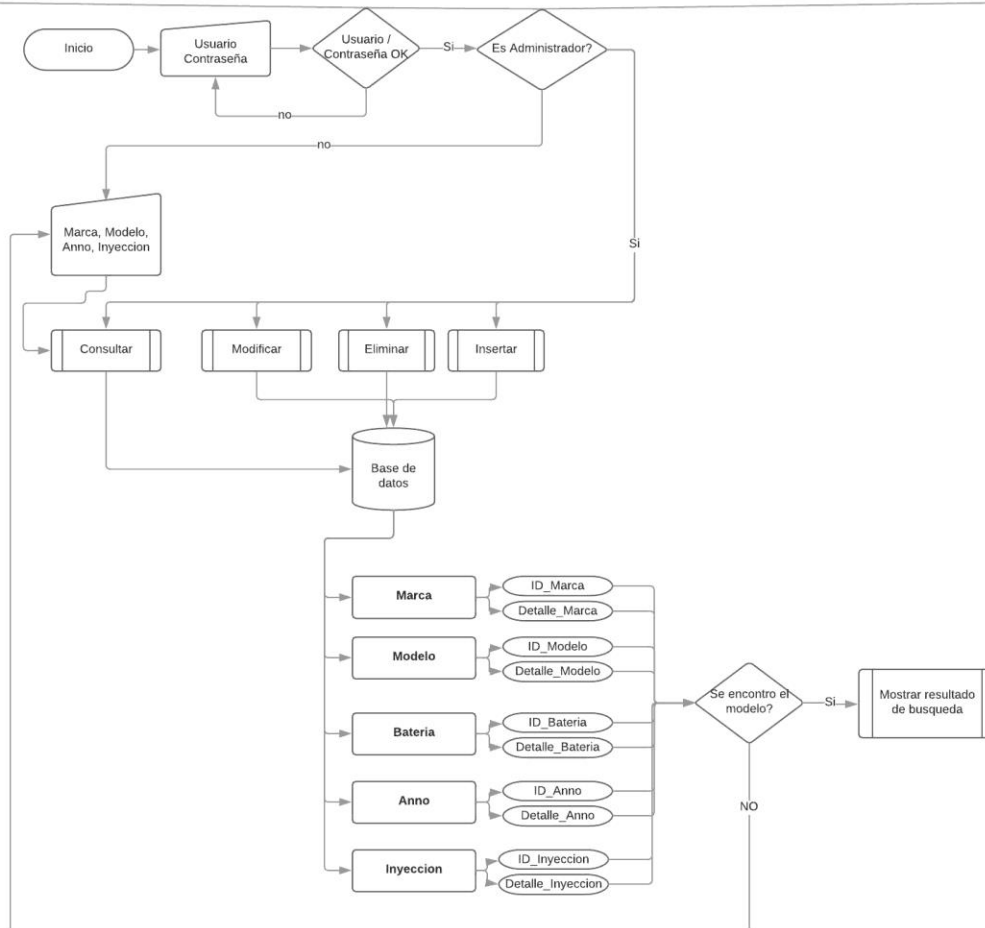 Inicio
Usuario
Contraseña
Usuario /
Contraseña OK
Si
Es Administrador?
no
no
Si
Marca, Modelo,
Anno, Inyeccion
Consultar
Modificar
Eliminar
Insertar
Base de
datos
Marca
ID_Marca
Detalle_Marca
Modelo
ID_Modelo
Detalle_Modelo
Se encontro el
modelo?
Si
Mostrar resultado
de busqueda
Bateria
ID_Bateria
Detalle_Bateria
Anno
ID_Anno
Detalle_Anno
NO
Inyeccion
ID_Inyeccion
Detalle_Inyeccion